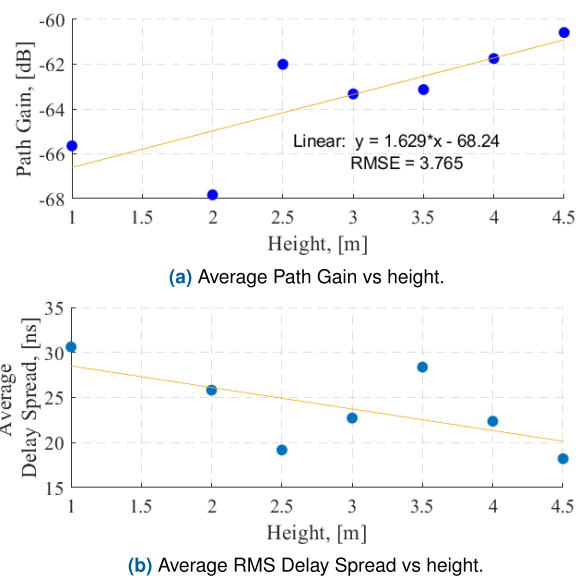 -60
-62
-64
-66
-68
Path Gain, [dB]
Linear: y = 1.629*x - 68.24
RMSE = 3.765
1 1.5 2 2.5 3 3.5 4 4.5
Height, [m]
(a) Average Path Gain vs height.
35
30
25
20
15
Average
Delay Spread, [ns]
1 1.5 2 2.5 3 3.5 4 4.5
Height, [m]
(b) Average RMS Delay Spread vs height.